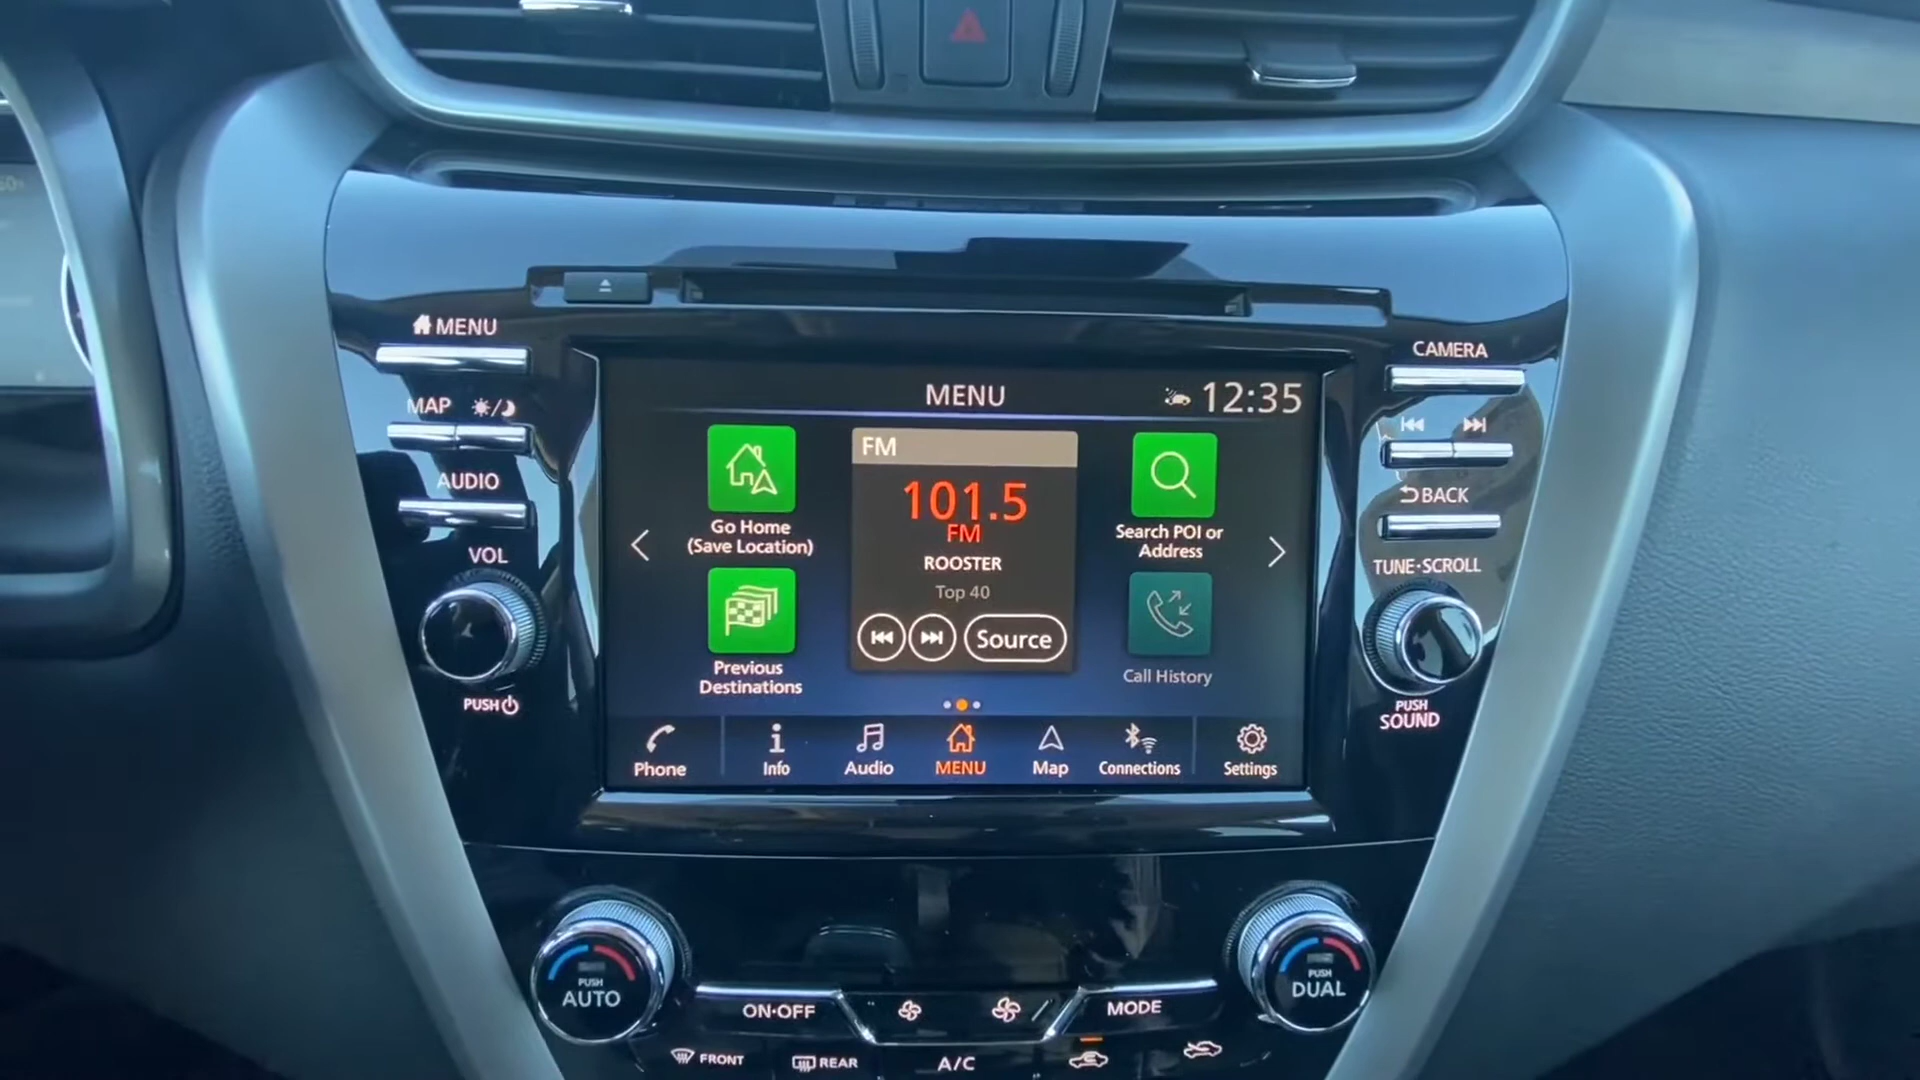 MENU
MAP
AUDIO
VOL
PUSH
MENU
12:35
Go Home
(Save Location)
Previous
Destinations
FM
101.5
FM
ROOSTER
Top 40
Source
Search POI or
Address
Call History
Phone
Info
Audio
MENU
Map
Connections
Settings
CAMERA
BACK
TUNE·SCROLL
PUSH
SOUND
PUSH
AUTO
ON·OFF
MODE
PUSH
DUAL
FRONT
REAR
A/C